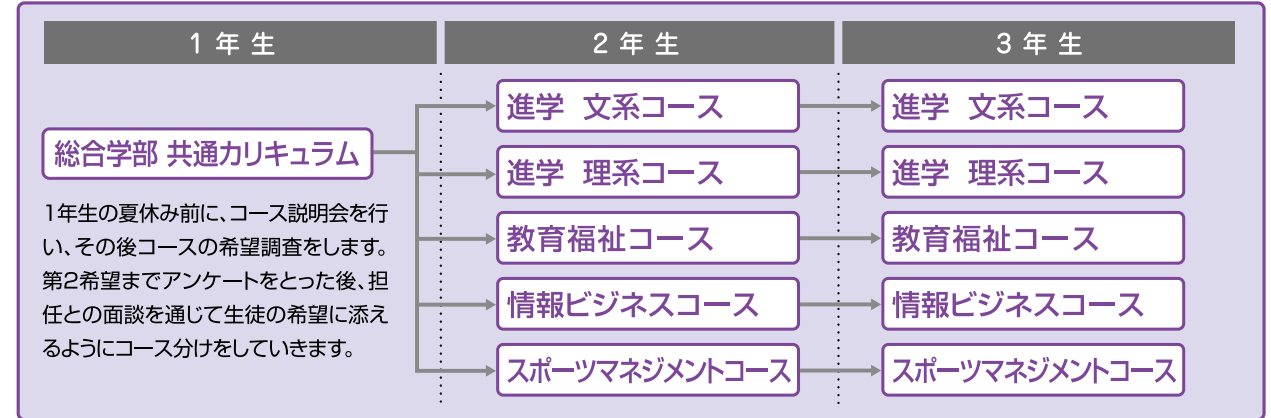 1年生
2年生
3年生
総合学部 共通カリキュラム
1年生の夏休み前に、コース説明会を行
い、その後コースの希望調査をします。
第2希望までアンケートをとった後、担
任との面談を通じて生徒の希望に添え
るようにコース分けをしていきます。
進学 文系コース
進学 理系コース
教育福祉コース
情報ビジネスコース
スポーツマネジメントコース
進学 文系コース
進学 理系コース
教育福祉コース
情報ビジネスコース
スポーツマネジメントコース